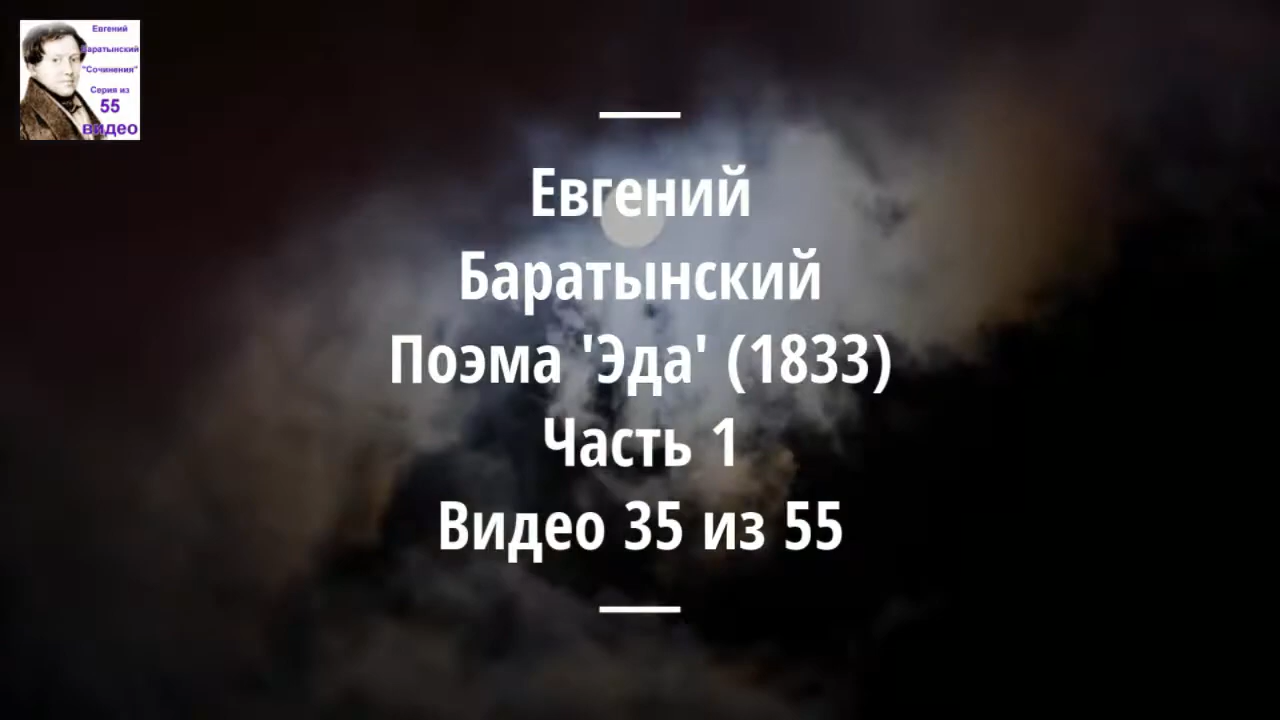 Евгений
Баратынский
"Сочинения"
Серия из
55
видео
Евгений
Баратынский
Поэма 'Эда' (1833)
Часть 1
Видео 35 из 55